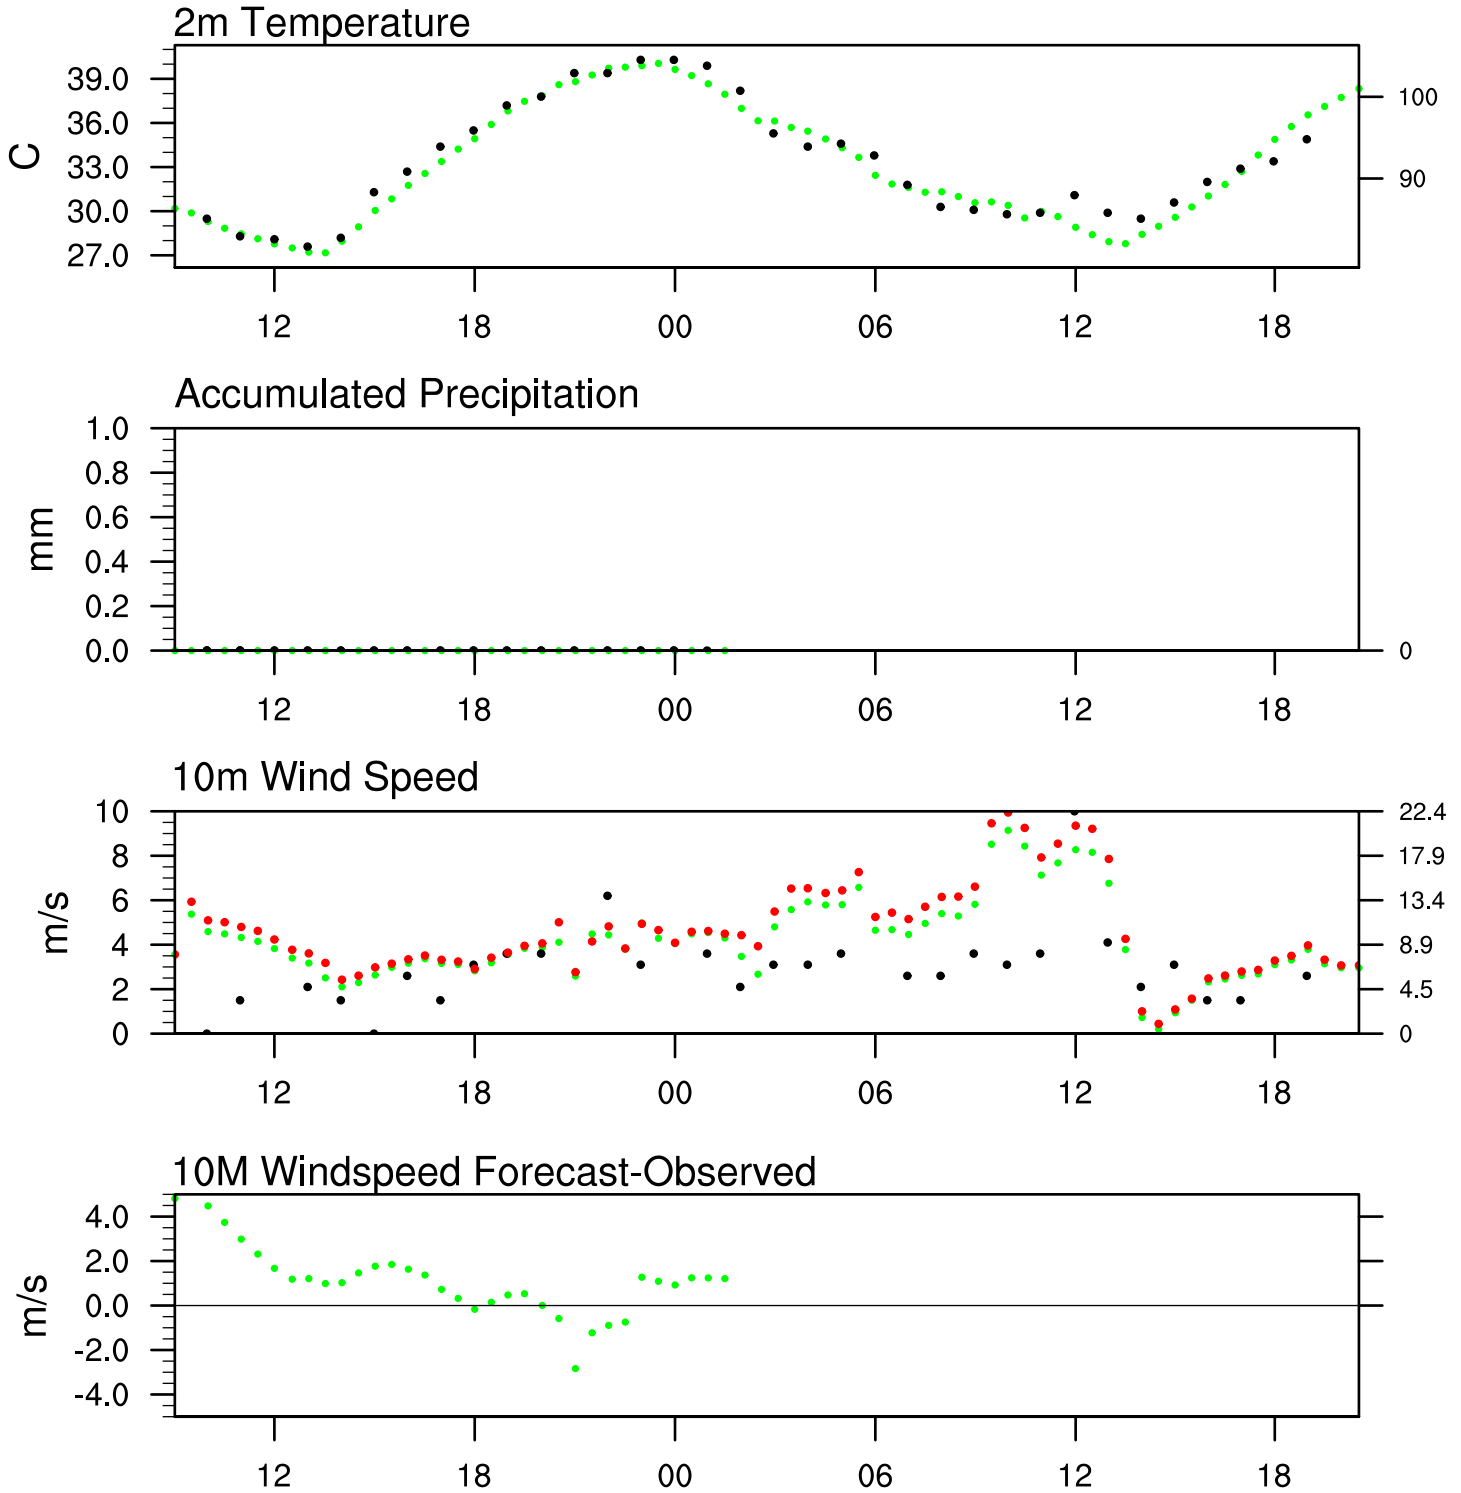 2m Temperature
39.0
36.0
33.0
30.0
27.0
C
100
90
12 18 00 06 12 18
Accumulated Precipitation
1.0
0.8
0.6
0.4
0.2
0.0
mm
0
12 18 00 06 12 18
10m Wind Speed
10
8
6
4
2
0
m/s
22.4
17.9
13.4
8.9
4.5
0
12 18 00 06 12 18
10M Windspeed Forecast-Observed
4.0
2.0
0.0
-2.0
-4.0
m/s
12 18 00 06 12 18